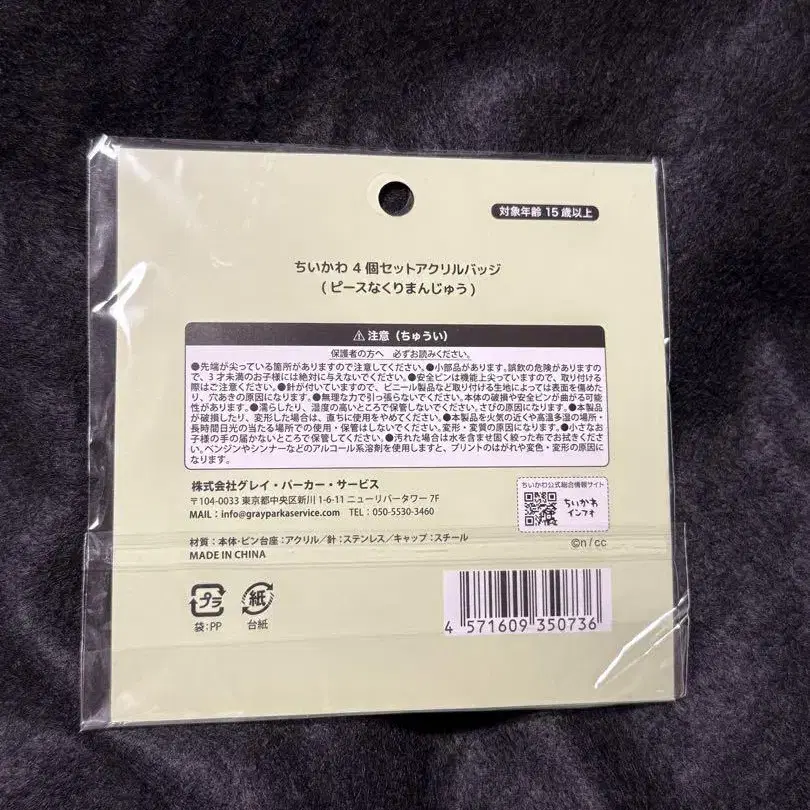 対象年齢 15 歳以上
ちいかわ 4 個セットアクリルバッジ
(ピースなくりまんじゅう)
⚠注意(ちゅうい)
保護者の方へ 必ずお読みください。
●先端が尖っている箇所がありますので注意してください。●小部品があります。誤飲の危険がありますの
で、3 才未満のお子様には絶対に与えないでください。●安全ピンは機能上尖っていますので、取り付ける
際はご注意ください。●針が付いていますので、ビニール製品など取り付ける生地によっては表面を傷めた
り、穴あきの原因になります。●無理な力で引っ張らないでください。本体の破損や安全ピンが曲がる可能
性があります。●濡らしたり、湿度の高いところで保管しないでください。さびの原因になります。●本製品
が破損したり、変形した場合は、直ちに使用をやめてください。●本製品を火気の近くや高温多湿の場所・
長時間日光の当たる場所での使用・保管はしないでください。変形・変質の原因になります。●小さなお
子様の手の届かないところで保管してください。●汚れた場合は水を含ませ固く絞った布でお拭きくださ
い。ベンジンやシンナーなどのアルコール系溶剤を使用しますと、プリントのはがれや変色・変形の原因に
なります。
株式会社グレイ・パーカー・サービス
〒104-0033 東京都中央区新川 1-6-11 ニューリバータワー 7F
MAIL：info@grayparkaservice.com TEL：050-5530-3460
ちいかわ公式総合情報サイト
ちいかわ
インフォ
材質：本体・ピン台座：アクリル／針：ステンレス／キャップ：スチール
MADE IN CHINA
©n/cc
プラ
紙
袋：PP
台紙
4 571609 350736